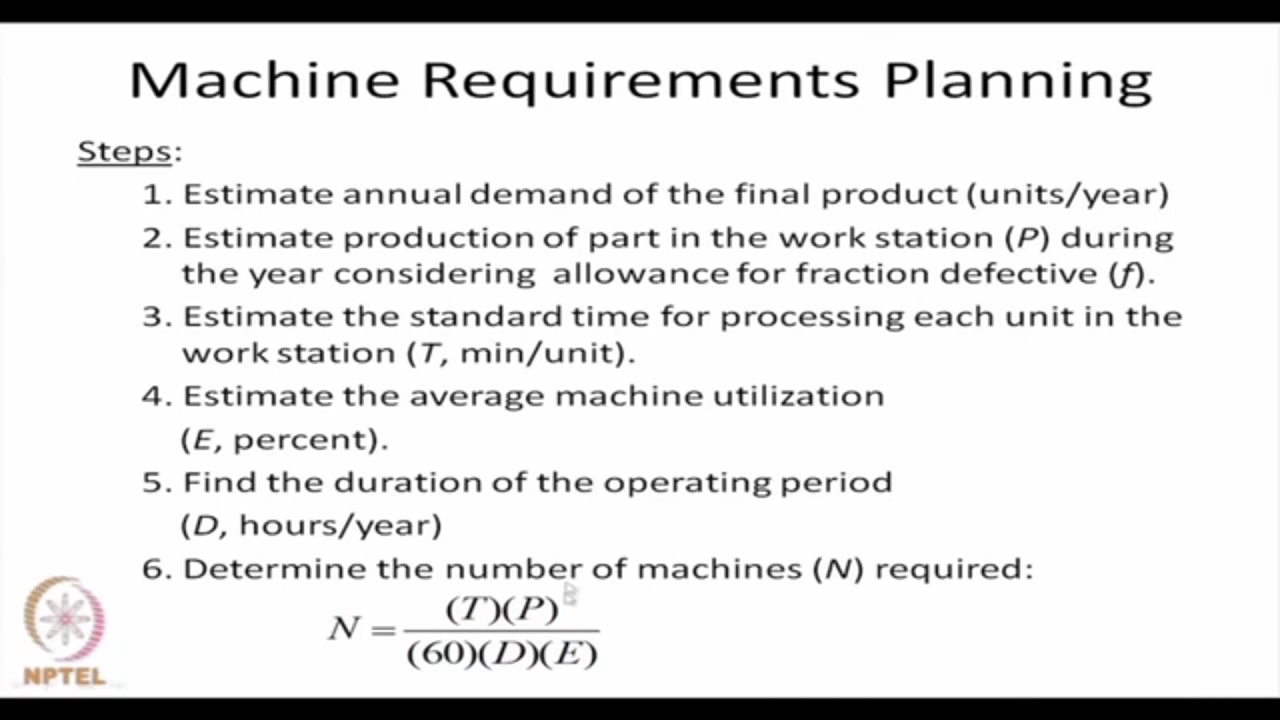 Machine Requirements Planning
Steps:
1. Estimate annual demand of the final product (units/year)
2. Estimate production of part in the work station (P) during
the year considering allowance for fraction defective (f).
3. Estimate the standard time for processing each unit in the
work station (T, min/unit).
4. Estimate the average machine utilization
(E, percent).
5. Find the duration of the operating period
(D, hours/year)
6. Determine the number of machines (N) required:
N = (T)(P) / (60)(D)(E)
NPTEL